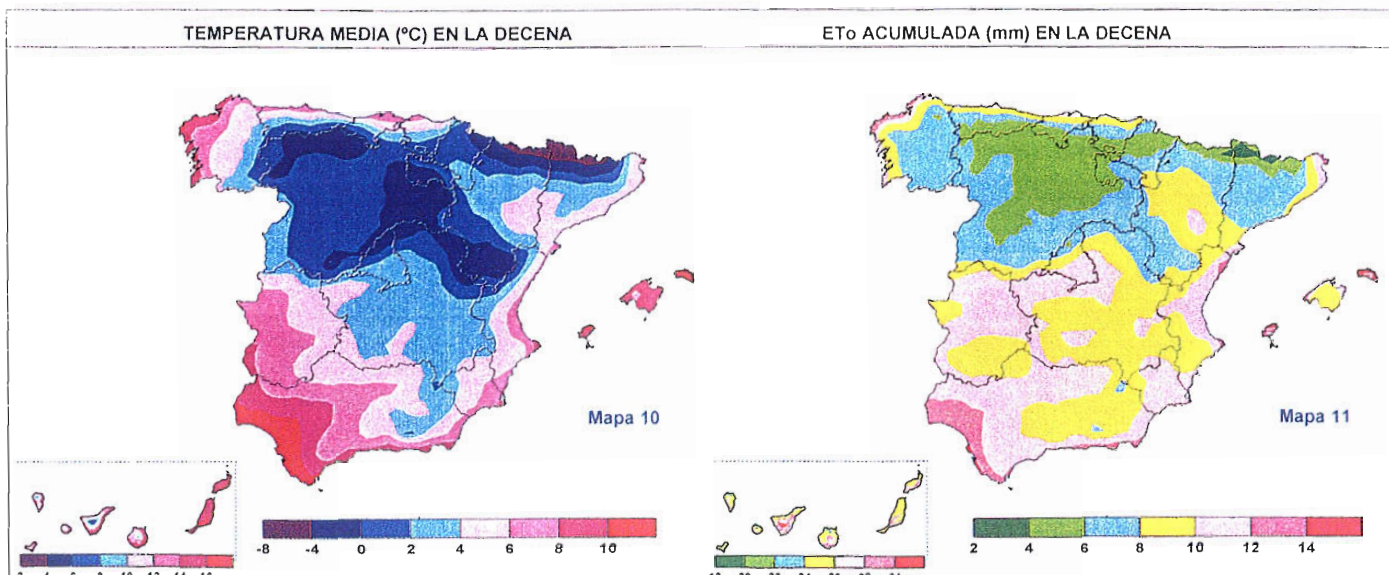 TEMPERATURA MEDIA (ºC) EN LA DECENA
ETo ACUMULADA (mm) EN LA DECENA
Mapa 10
Mapa 11
-8 -4 0 2 4 6 8 10
2 4 6 8 10 12 14